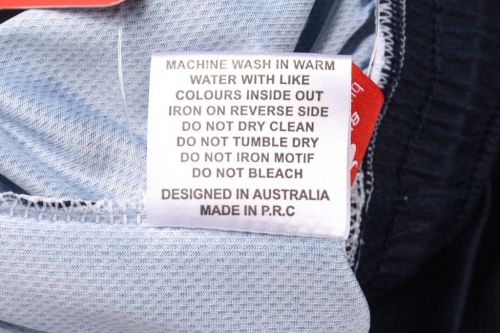 MACHINE WASH IN WARM
WATER WITH LIKE
COLOURS INSIDE OUT
IRON ON REVERSE SIDE
DO NOT DRY CLEAN
DO NOT TUMBLE DRY
DO NOT IRON MOTIF
DO NOT BLEACH
DESIGNED IN AUSTRALIA
MADE IN P.R.C